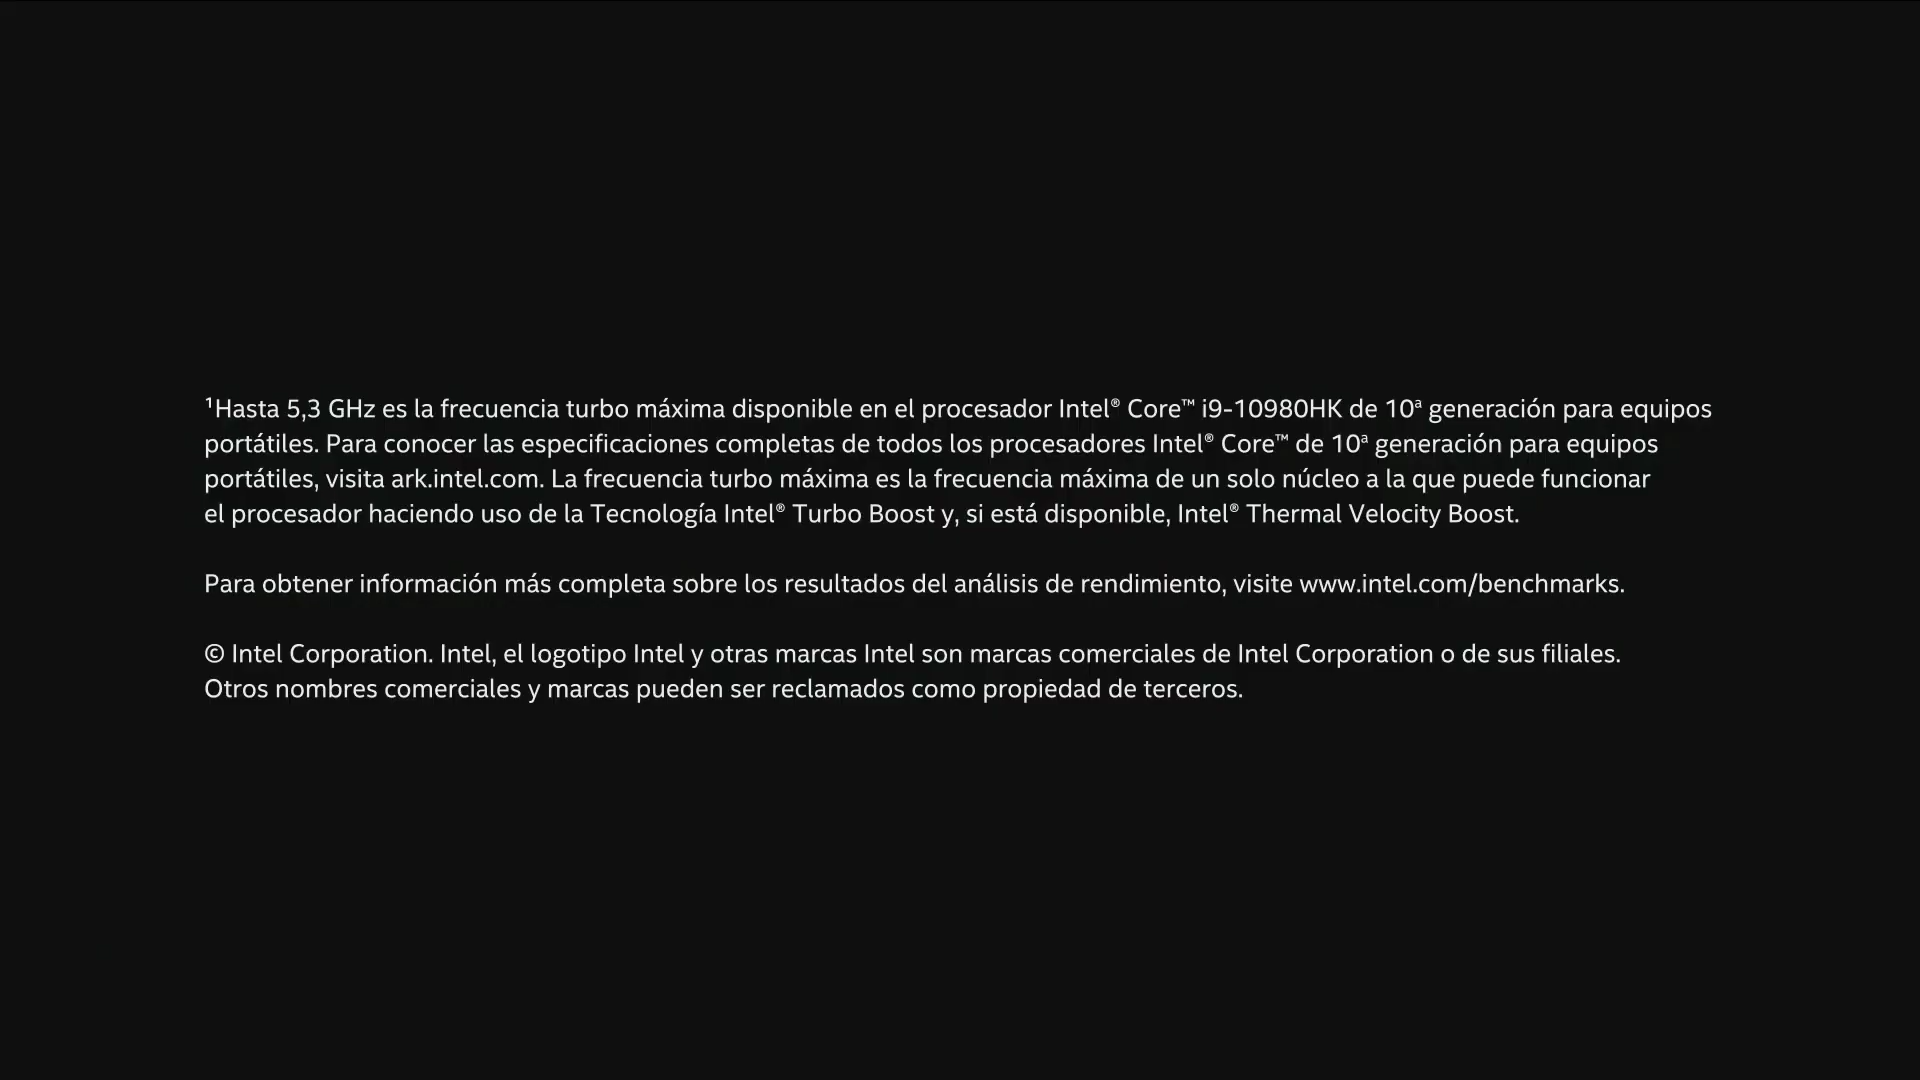 ¹Hasta 5,3 GHz es la frecuencia turbo máxima disponible en el procesador Intel® Core™ i9-10980HK de 10ª generación para equipos
portátiles. Para conocer las especificaciones completas de todos los procesadores Intel® Core™ de 10ª generación para equipos
portátiles, visita ark.intel.com. La frecuencia turbo máxima es la frecuencia máxima de un solo núcleo a la que puede funcionar
el procesador haciendo uso de la Tecnología Intel® Turbo Boost y, si está disponible, Intel® Thermal Velocity Boost.
Para obtener información más completa sobre los resultados del análisis de rendimiento, visite www.intel.com/benchmarks.
© Intel Corporation. Intel, el logotipo Intel y otras marcas Intel son marcas comerciales de Intel Corporation o de sus filiales.
Otros nombres comerciales y marcas pueden ser reclamados como propiedad de terceros.